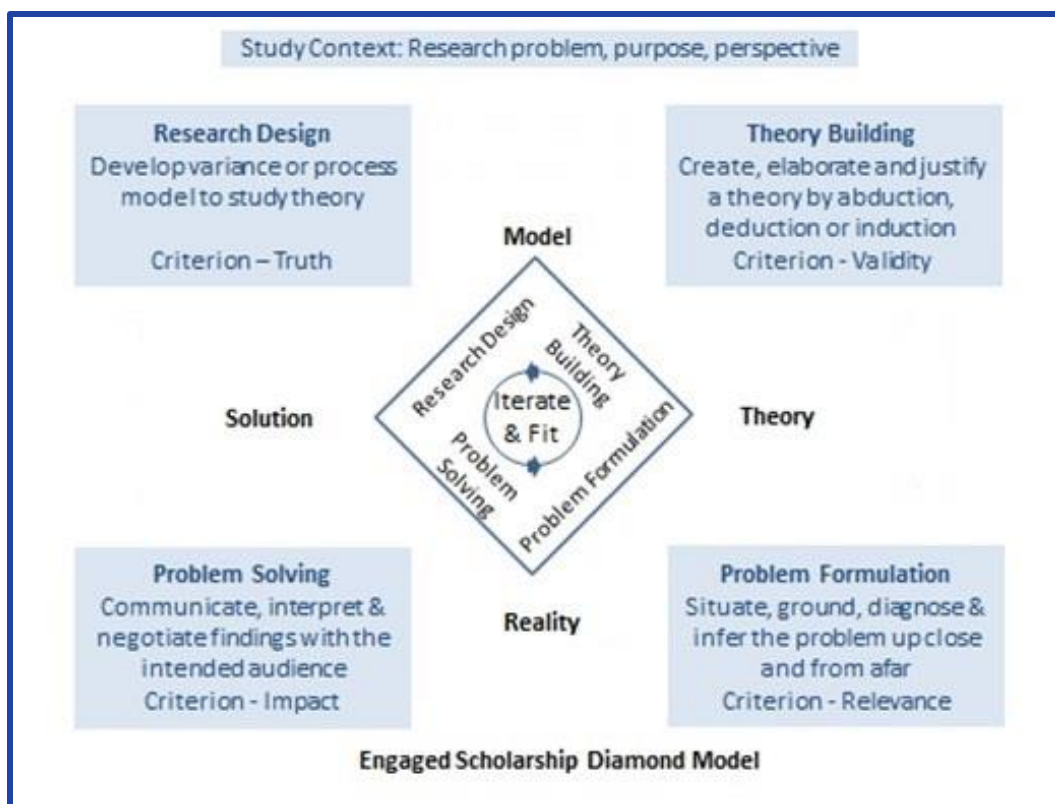 Study Context: Research problem, purpose, perspective
Research Design
Develop variance or process
model to study theory
Criterion – Truth
Theory Building
Create, elaborate and justify
a theory by abduction,
deduction or induction
Criterion - Validity
Model
Research Design
Theory
Building
Solution
Iterate
& Fit
Theory
Problem
Solving
Problem Formulation
Reality
Problem Solving
Communicate, interpret &
negotiate findings with the
intended audience
Criterion - Impact
Problem Formulation
Situate, ground, diagnose &
infer the problem up close
and from afar
Criterion - Relevance
Engaged Scholarship Diamond Model